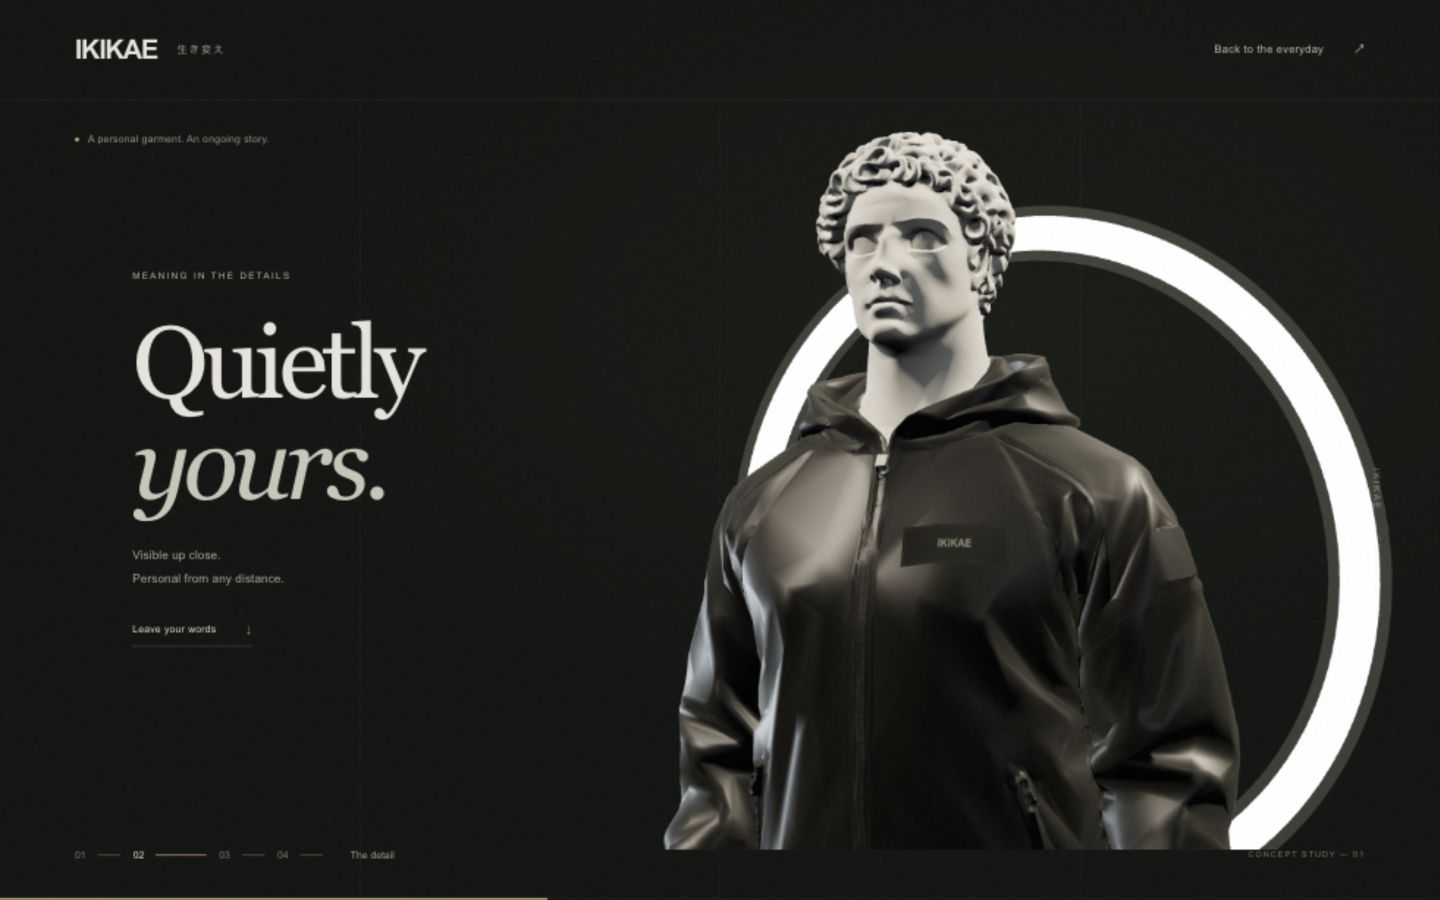 IKIKAE 生き変え
Back to the everyday ↗
A personal garment. An ongoing story.
MEANING IN THE DETAILS
Quietly
yours.
Visible up close.
Personal from any distance.
Leave your words ↓
IKIKAE
IKIKAE
01 02 03 04 The detail
CONCEPT STUDY — 01